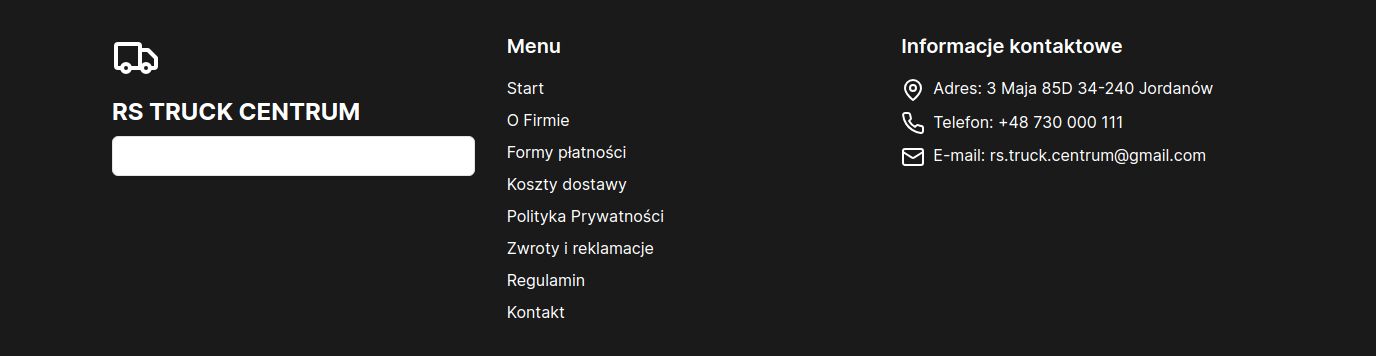 RS TRUCK CENTRUM
Menu
Start
O Firmie
Formy płatności
Koszty dostawy
Polityka Prywatności
Zwroty i reklamacje
Regulamin
Kontakt
Informacje kontaktowe
Adres: 3 Maja 85D 34-240 Jordanów
Telefon: +48 730 000 111
E-mail: rs.truck.centrum@gmail.com